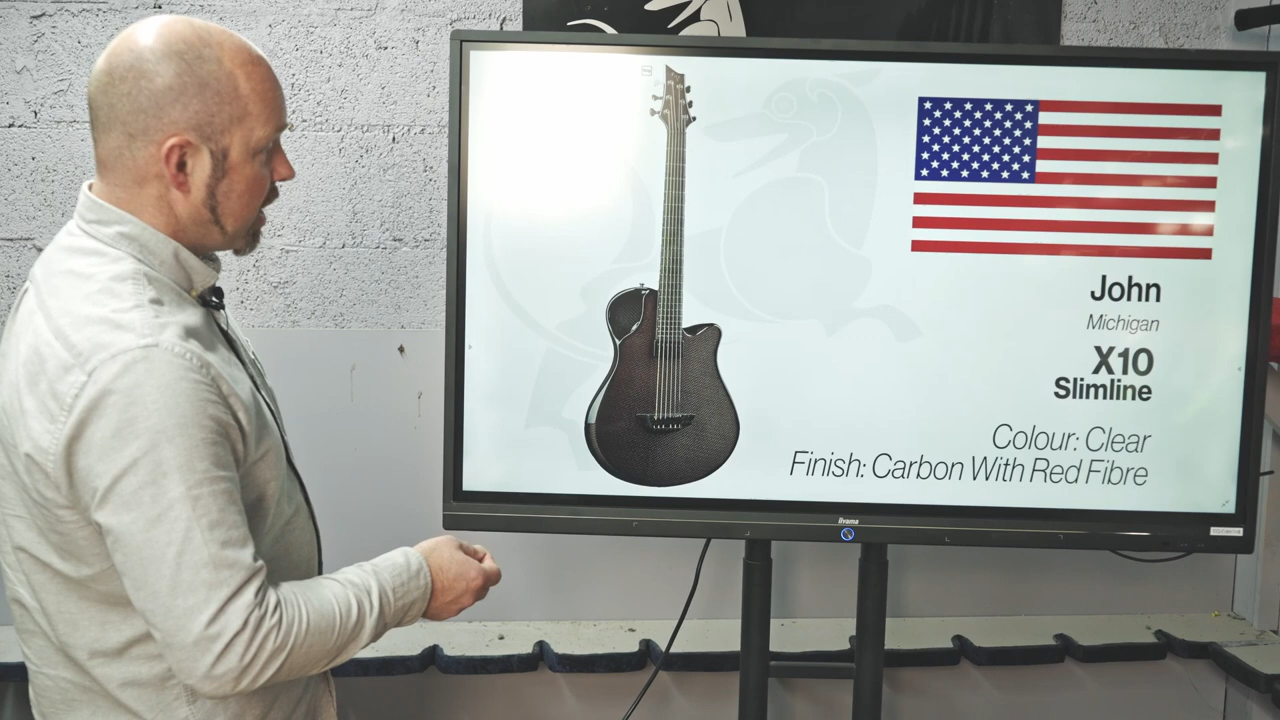 John
Michigan
X10
Slimline
Colour: Clear
Finish: Carbon With Red Fibre
iiyama